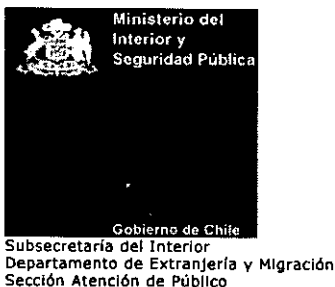 Ministerio del
Interior y
Seguridad Pública
Gobierno de Chile
Subsecretaría del Interior
Departamento de Extranjería y Migración
Sección Atención de Público